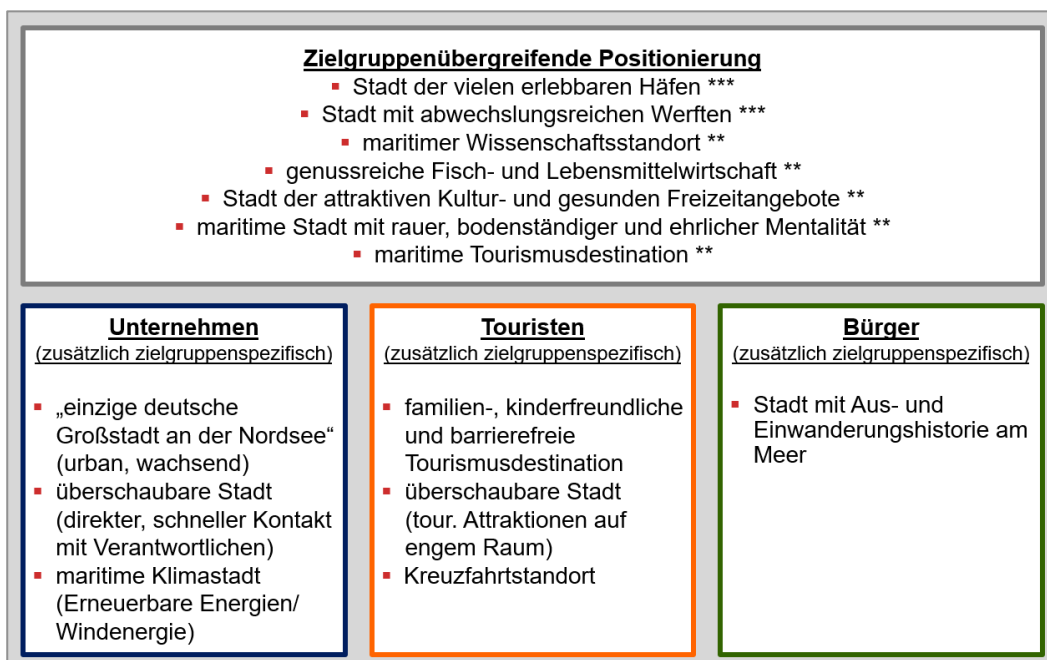 Zielgruppenübergreifende Positionierung
▪ Stadt der vielen erlebbaren Häfen ***
▪ Stadt mit abwechslungsreichen Werften ***
▪ maritimer Wissenschaftsstandort **
▪ genussreiche Fisch- und Lebensmittelwirtschaft **
▪ Stadt der attraktiven Kultur- und gesunden Freizeitangebote **
▪ maritime Stadt mit rauer, bodenständiger und ehrlicher Mentalität **
▪ maritime Tourismusdestination **
Unternehmen
(zusätzlich zielgruppenspezifisch)
▪ „einzige deutsche
Großstadt an der Nordsee“
(urban, wachsend)
▪ überschaubare Stadt
(direkter, schneller Kontakt
mit Verantwortlichen)
▪ maritime Klimastadt
(Erneuerbare Energien/
Windenergie)
Touristen
(zusätzlich zielgruppenspezifisch)
▪ familien-, kinderfreundliche
und barrierefreie
Tourismusdestination
▪ überschaubare Stadt
(tour. Attraktionen auf
engem Raum)
▪ Kreuzfahrtstandort
Bürger
(zusätzlich zielgruppenspezifisch)
▪ Stadt mit Aus- und
Einwanderungshistorie am
Meer